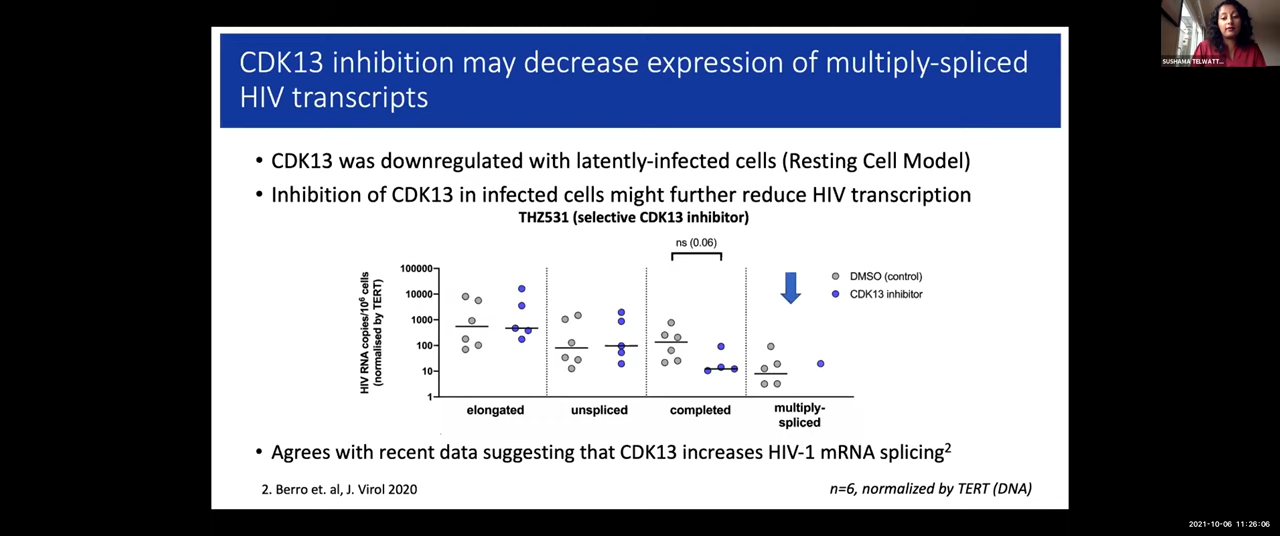 CDK13 inhibition may decrease expression of multiply-spliced
HIV transcripts
SUSHAMA TELWATT...
• CDK13 was downregulated with latently-infected cells (Resting Cell Model)
• Inhibition of CDK13 in infected cells might further reduce HIV transcription
THZ531 (selective CDK13 inhibitor)
ns (0.06)
HIV RNA copies/10⁶ cells
(normalised by TERT)
100000
10000
1000
100
10
1
DMSO (control)
CDK13 inhibitor
elongated
unspliced
completed
multiply-
spliced
• Agrees with recent data suggesting that CDK13 increases HIV-1 mRNA splicing²
2. Berro et. al, J. Virol 2020
n=6, normalized by TERT (DNA)
2021-10-06 11:26:06